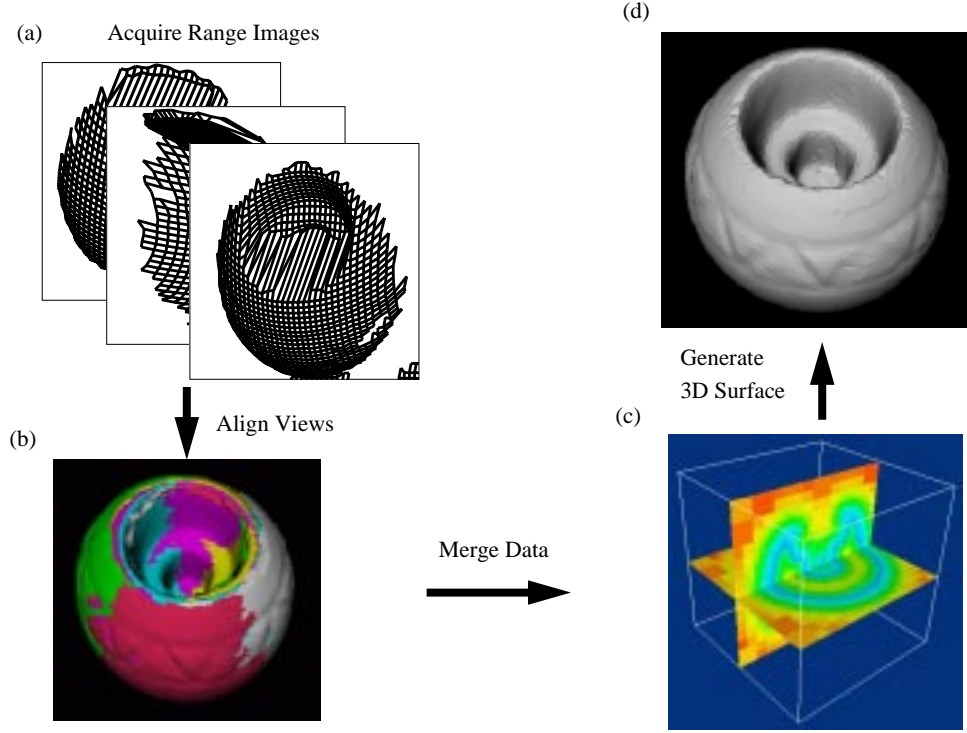 (a)
Acquire Range Images
Align Views
(b)
Merge Data
(c)
Generate
3D Surface
(d)